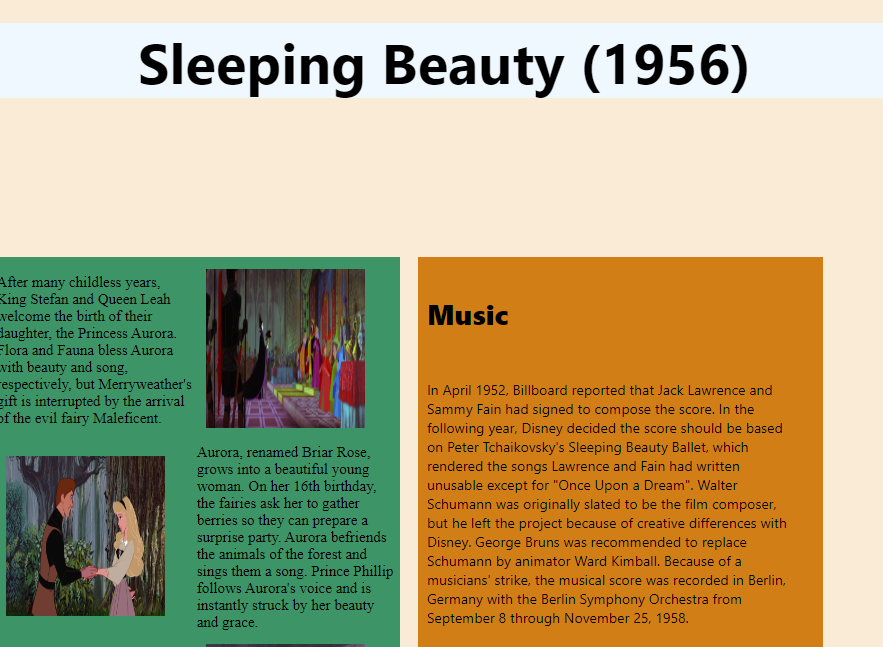 Sleeping Beauty (1956)
After many childless years,
King Stefan and Queen Leah
welcome the birth of their
daughter, the Princess Aurora.
Flora and Fauna bless Aurora
with beauty and song,
respectively, but Merryweather's
gift is interrupted by the arrival
of the evil fairy Maleficent.
Aurora, renamed Briar Rose,
grows into a beautiful young
woman. On her 16th birthday,
the fairies ask her to gather
berries so they can prepare a
surprise party. Aurora befriends
the animals of the forest and
sings them a song. Prince Phillip
follows Aurora's voice and is
instantly struck by her beauty
and grace.
Music
In April 1952, Billboard reported that Jack Lawrence and
Sammy Fain had signed to compose the score. In the
following year, Disney decided the score should be based
on Peter Tchaikovsky's Sleeping Beauty Ballet, which
rendered the songs Lawrence and Fain had written
unusable except for "Once Upon a Dream". Walter
Schumann was originally slated to be the film composer,
but he left the project because of creative differences with
Disney. George Bruns was recommended to replace
Schumann by animator Ward Kimball. Because of a
musicians' strike, the musical score was recorded in Berlin,
Germany with the Berlin Symphony Orchestra from
September 8 through November 25, 1958.